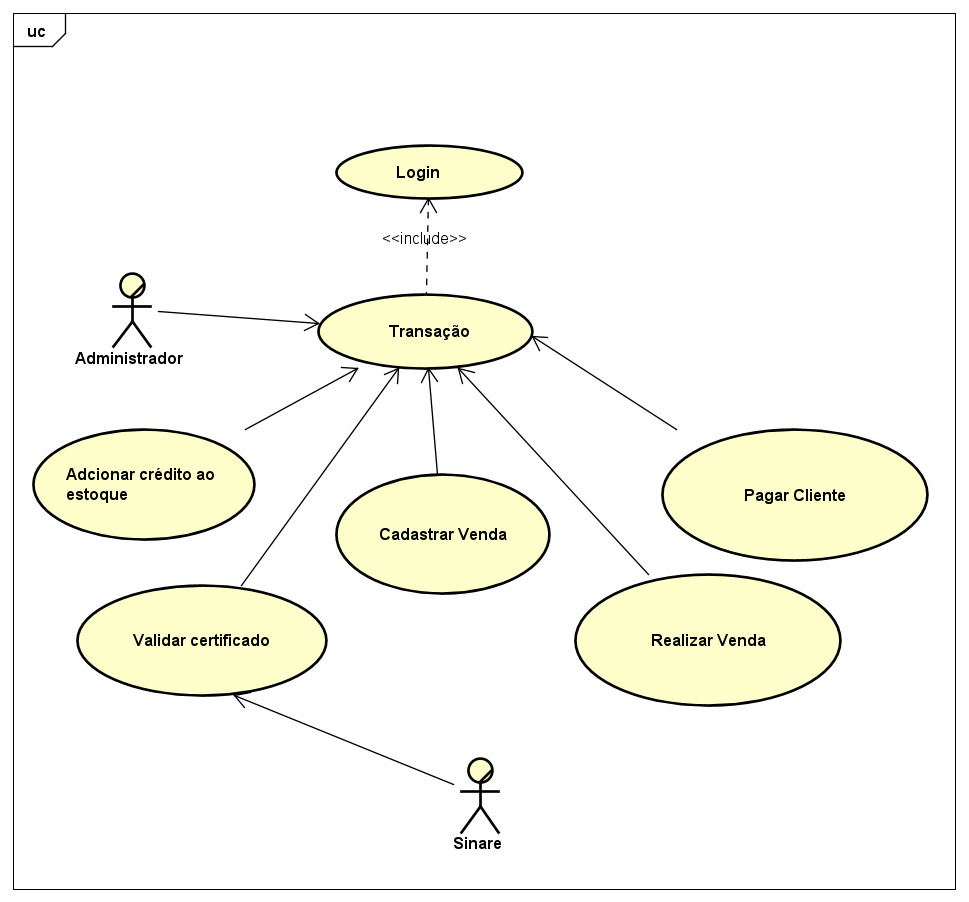 uc
Login
<<include>>
Transação
Administrador
Adcionar crédito ao
estoque
Pagar Cliente
Cadastrar Venda
Validar certificado
Realizar Venda
Sinare